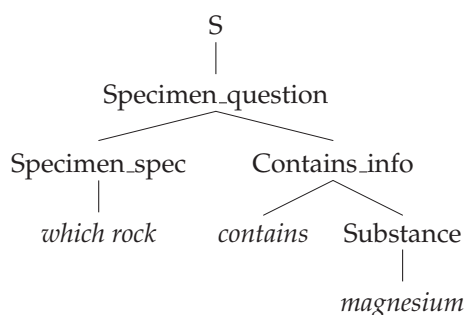 S
Specimen_question
Specimen_spec Contains_info
which rock contains Substance
magnesium